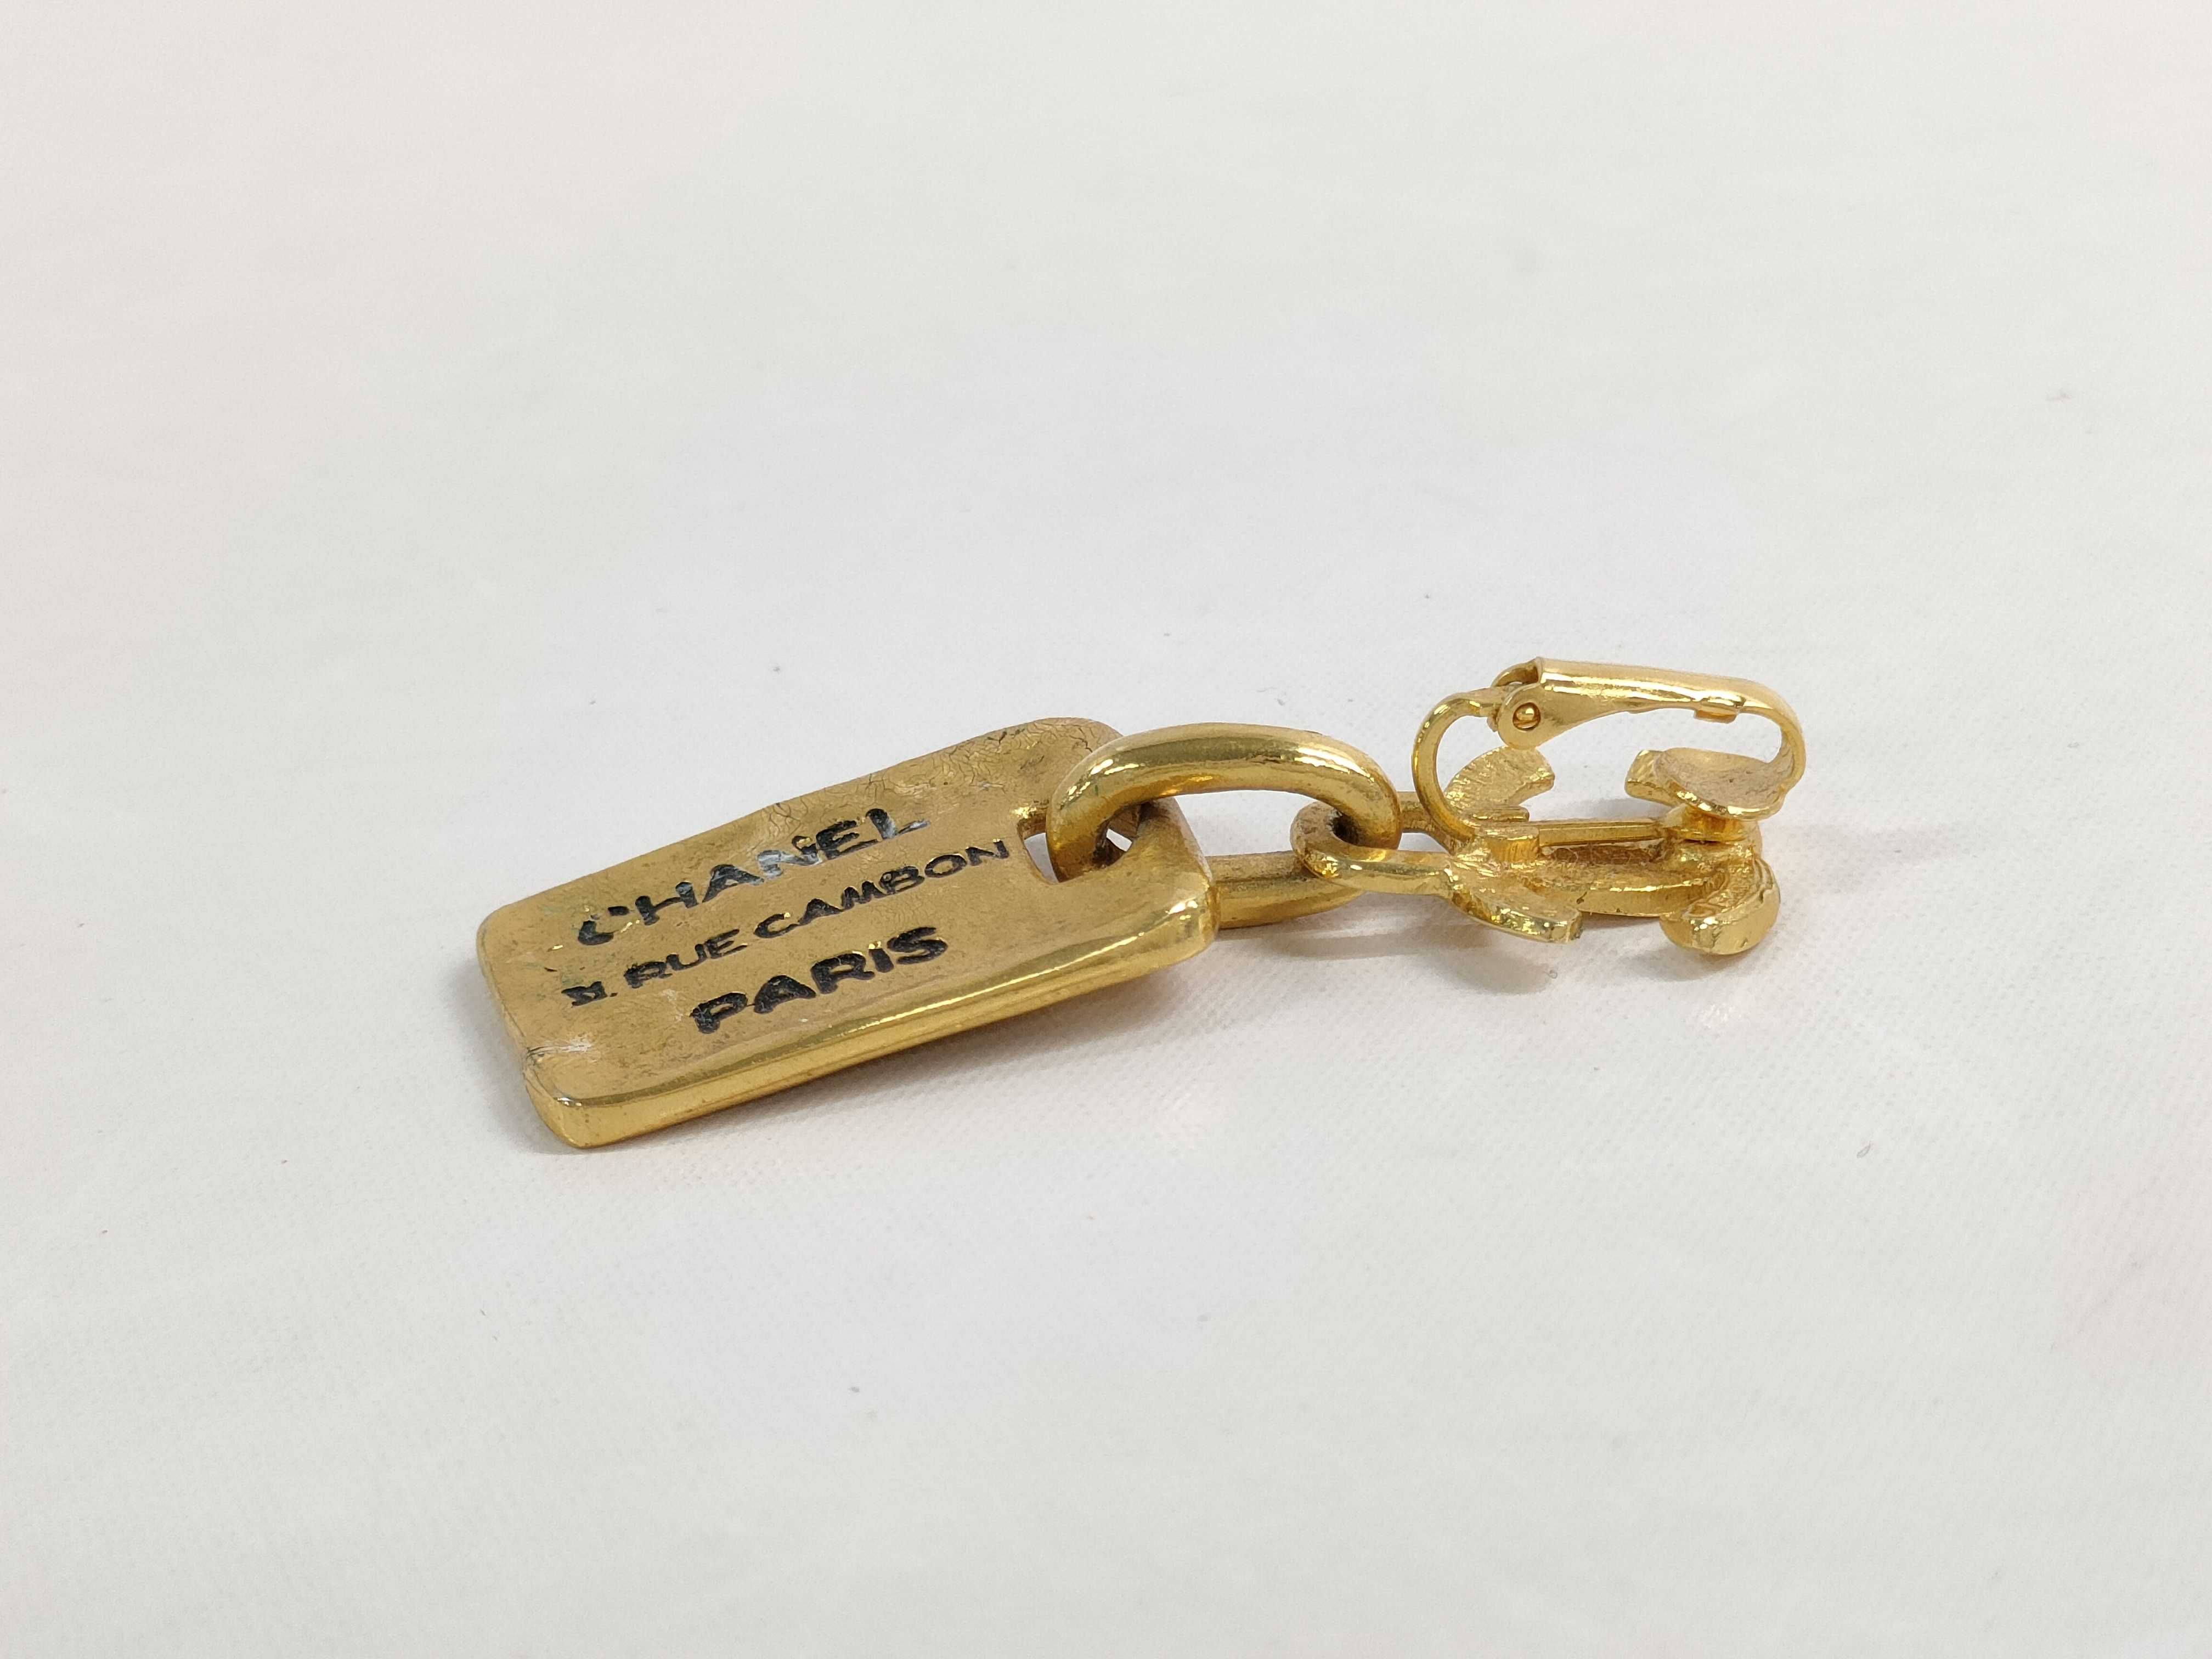 CHANEL
31. RUE CAMBON
PARIS